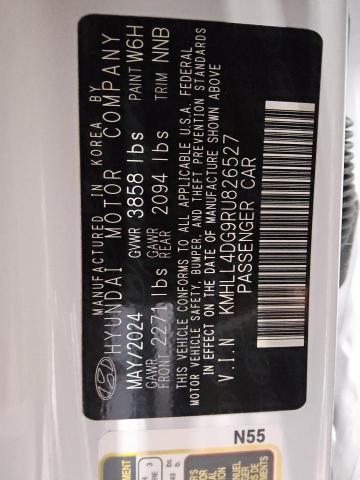 MANUFACTURED IN KOREA, BY
HYUNDAI MOTOR COMPANY
MAY/2024 GVWR 3858 lbs PAINT W6H
GAWR FRONT 2271 lbs GAWR REAR 2094 lbs TRIM NNB
THIS VEHICLE CONFORMS TO ALL APPLICABLE U.S.A. FEDERAL
MOTOR VEHICLE SAFETY, BUMPER, AND THEFT PREVENTION STANDARDS
IN EFFECT ON THE DATE OF MANUFACTURE SHOWN ABOVE
V.I.N KMHLL4DG9RU826527
PASSENGER CAR
N55